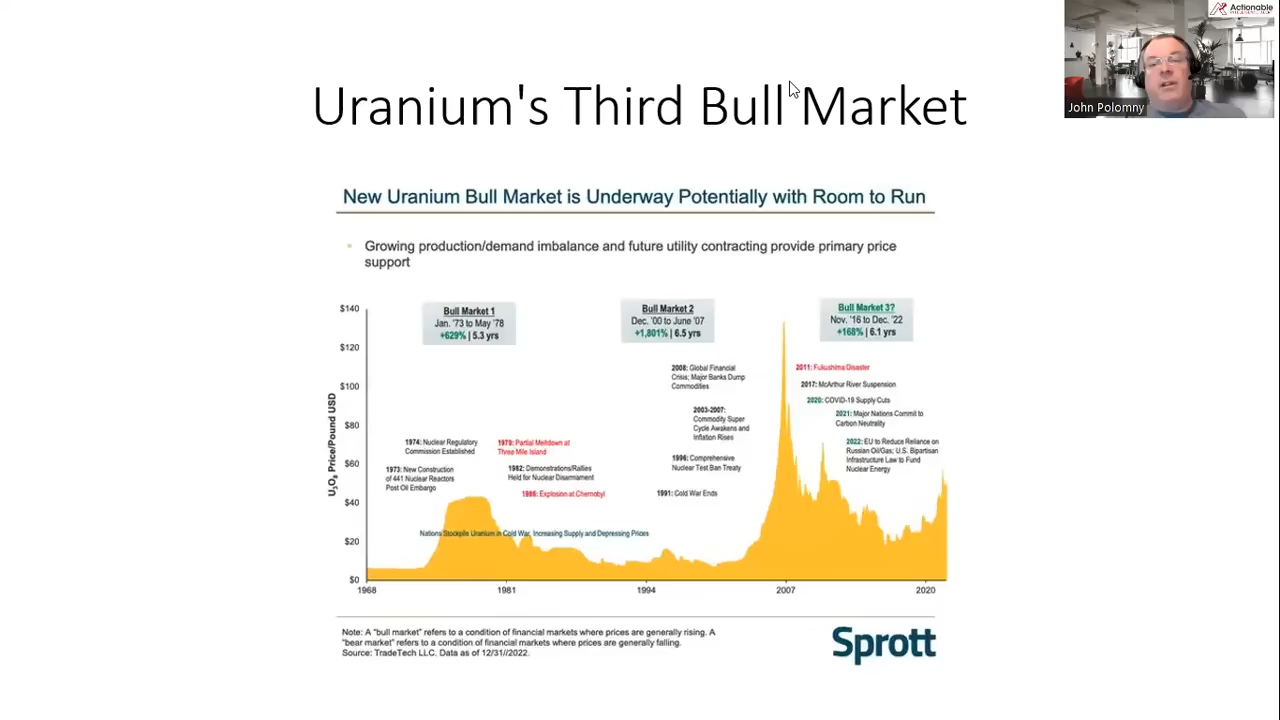 Actionable
John Polomny
Uranium's Third Bull Market
New Uranium Bull Market is Underway Potentially with Room to Run
• Growing production/demand imbalance and future utility contracting provide primary price
support
Bull Market 1
Jan. '73 to May '78
+629% | 5.3 yrs
Bull Market 2
Dec. '00 to June '07
+1,801% | 6.5 yrs
Bull Market 3?
Nov. '16 to Dec. '22
+168% | 6.1 yrs
U3O8 Price/Pound USD
$140
$120
$100
$80
$60
$40
$20
$0
1968
1981
1994
2007
2020
1974: Nuclear Regulatory
Commission Established
1973: New Construction
of 441 Nuclear Reactors
Post Oil Embargo
1979: Partial Meltdown at
Three Mile Island
1982: Demonstrations/Rallies
Held for Nuclear Disarmament
1986: Explosion at Chernobyl
Nations Stockpile Uranium in Cold War, Increasing Supply and Depressing Prices
2008: Global Financial
Crisis; Major Banks Dump
Commodities
2003-2007:
Commodity Super
Cycle Awakens and
Inflation Rises
1996: Comprehensive
Nuclear Test Ban Treaty
1991: Cold War Ends
2011: Fukushima Disaster
2017: McArthur River Suspension
2020: COVID-19 Supply Cuts
2021: Major Nations Commit to
Carbon Neutrality
2022: EU to Reduce Reliance on
Russian Oil/Gas; U.S. Bipartisan
Infrastructure Law to Fund
Nuclear Energy
Note: A "bull market" refers to a condition of financial markets where prices are generally rising. A
"bear market" refers to a condition of financial markets where prices are generally falling.
Source: TradeTech LLC. Data as of 12/31//2022.
Sprott